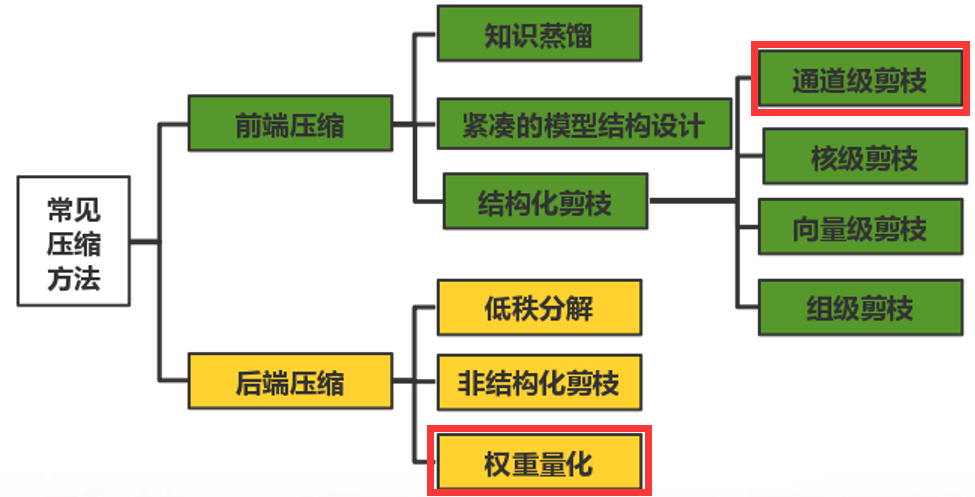 常见
压缩
方法
前端压缩
知识蒸馏
紧凑的模型结构设计
结构化剪枝
通道级剪枝
核级剪枝
向量级剪枝
组级剪枝
后端压缩
低秩分解
非结构化剪枝
权重量化